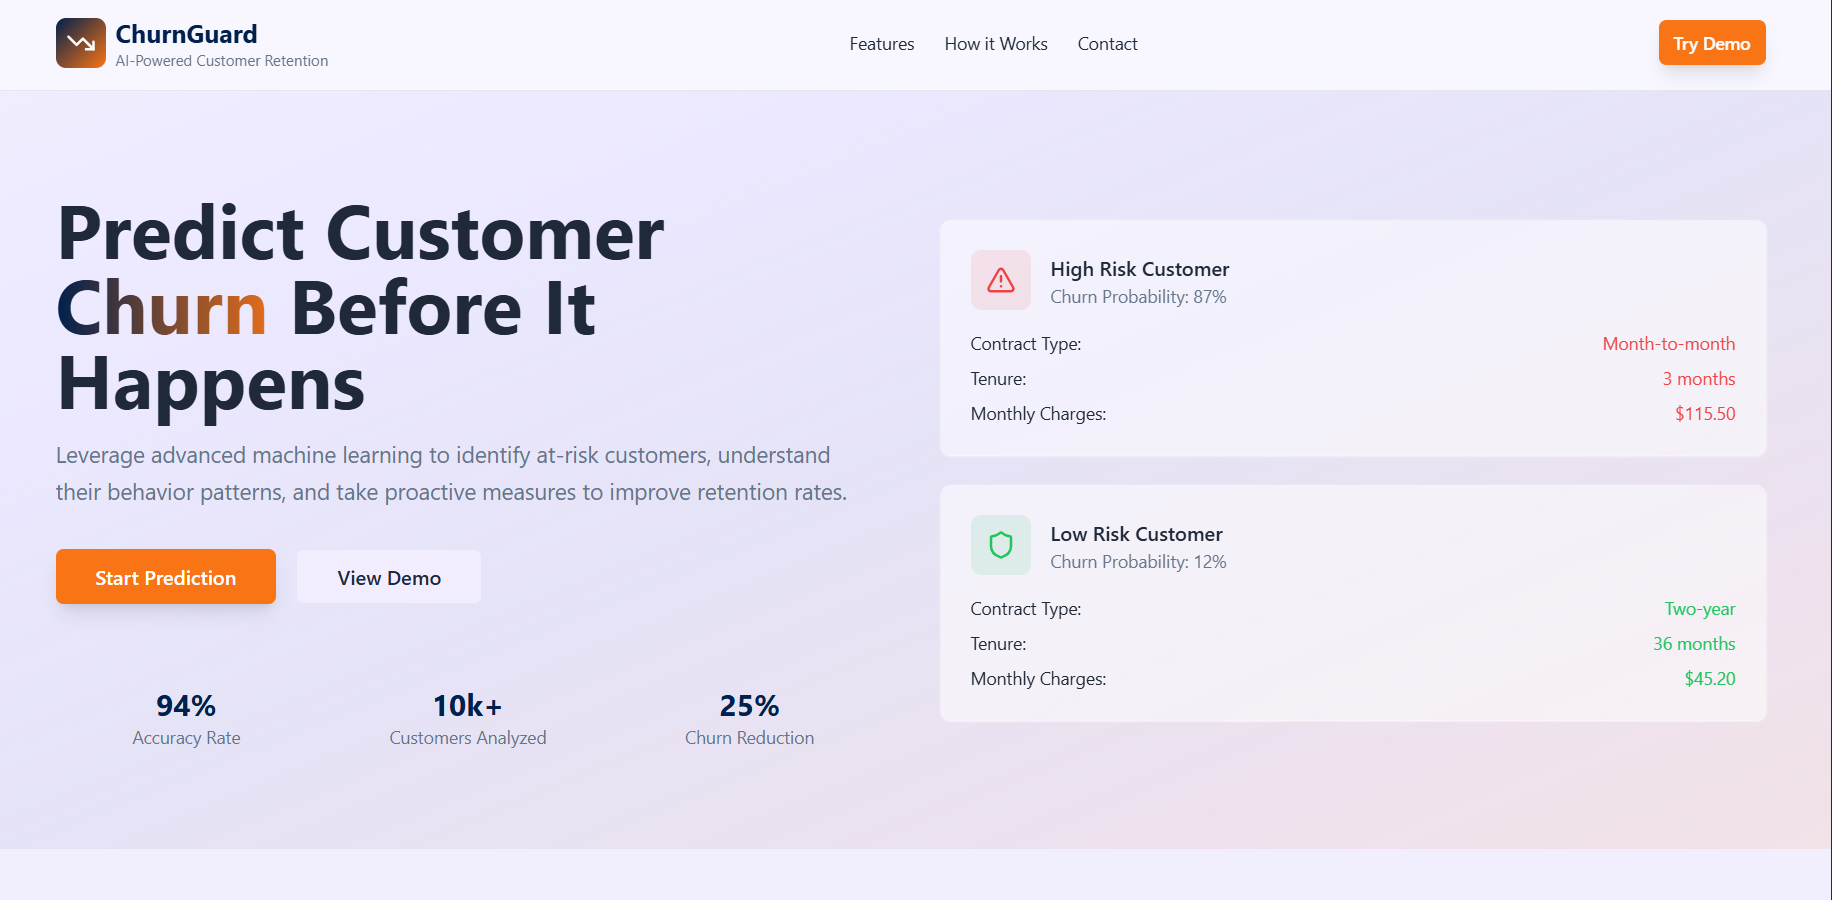 ChurnGuard
AI-Powered Customer Retention
Features
How it Works
Contact
Try Demo
Predict Customer
Churn Before It
Happens
Leverage advanced machine learning to identify at-risk customers, understand
their behavior patterns, and take proactive measures to improve retention rates.
Start Prediction
View Demo
94%
Accuracy Rate
10k+
Customers Analyzed
25%
Churn Reduction
High Risk Customer
Churn Probability: 87%
Contract Type: Month-to-month
Tenure: 3 months
Monthly Charges: $115.50
Low Risk Customer
Churn Probability: 12%
Contract Type: Two-year
Tenure: 36 months
Monthly Charges: $45.20